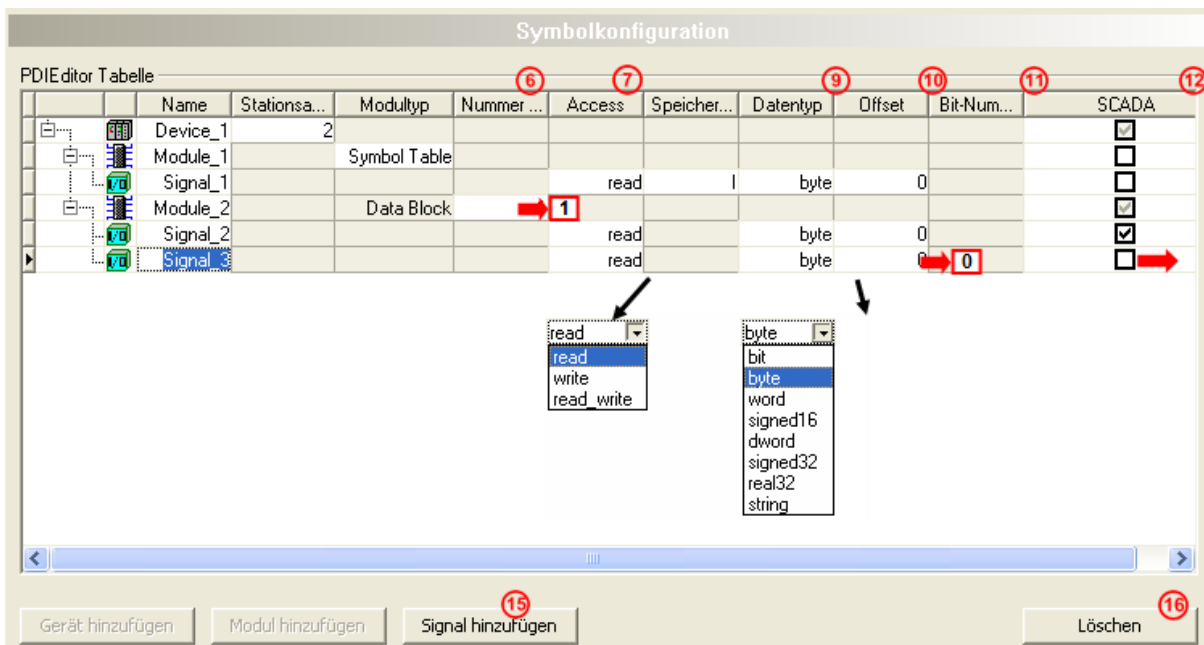 Symbolkonfiguration
PDIEditor Tabelle
6 7 9 10 11 12
Name Stationsa... Modultyp Nummer ... Access Speicher... Datentyp Offset Bit-Num... SCADA
Device_1 2
Module_1 Symbol Table
Signal_1 read I byte 0
Module_2 Data Block 1
Signal_2 read byte 0
Signal_3 read byte 0 0
read byte
read bit
write byte
read_write word
signed16
dword
signed32
real32
string
15 16
Gerät hinzufügen Modul hinzufügen Signal hinzufügen Löschen